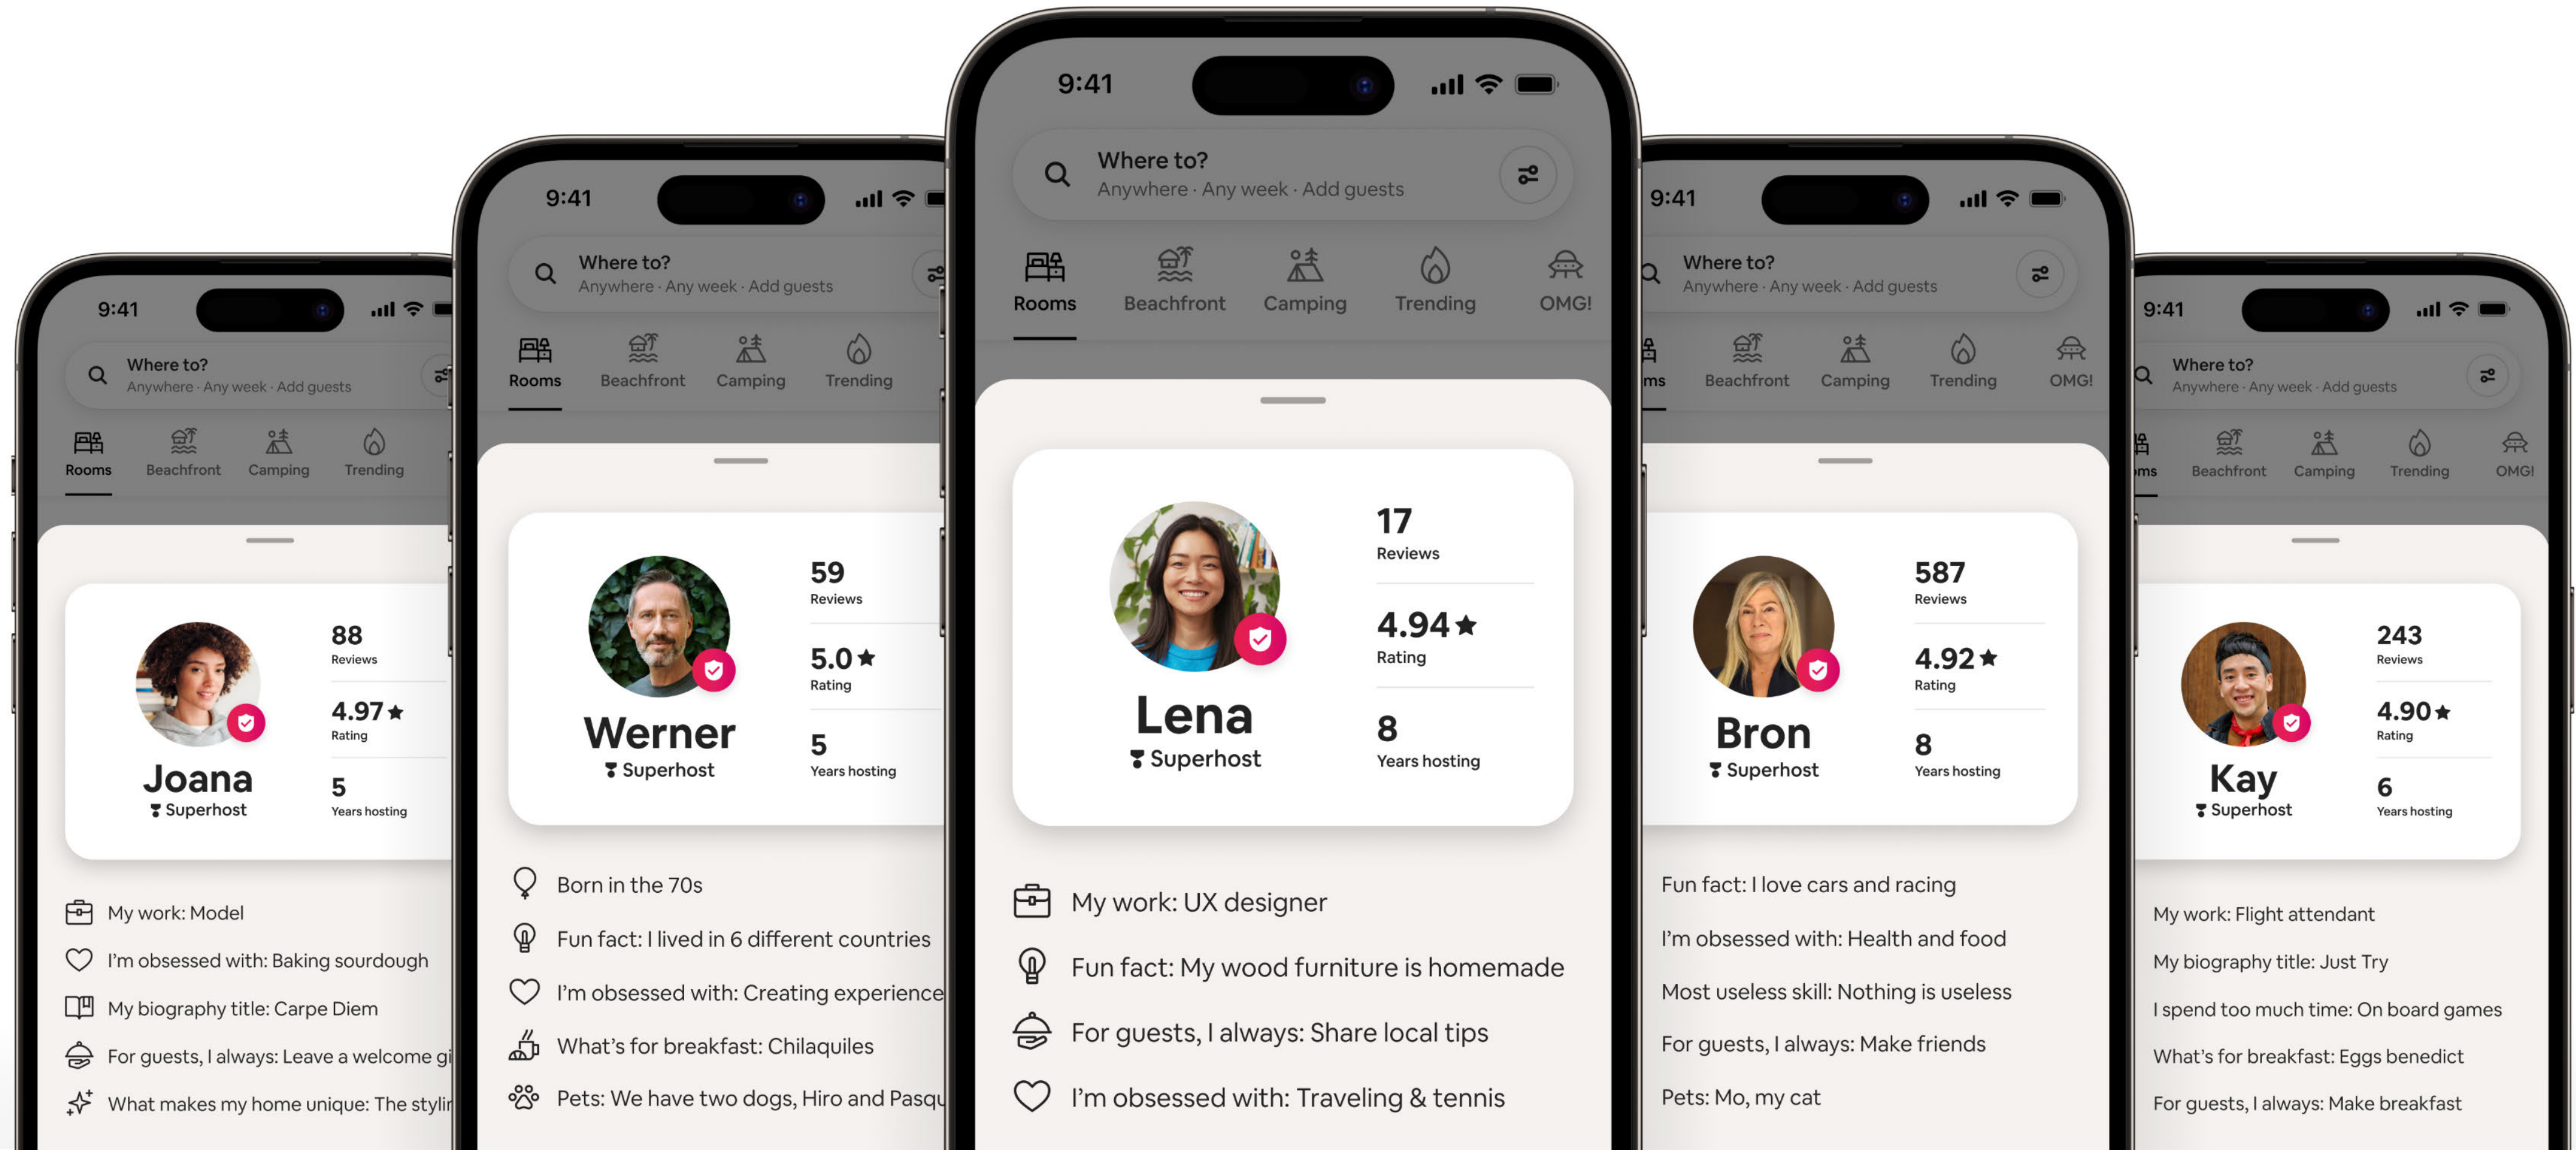 9:41
Where to?
Anywhere · Any week · Add guests
Rooms
Beachfront
Camping
Trending
88
Reviews
4.97★
Rating
5
Years hosting
Joana
Superhost
My work: Model
I'm obsessed with: Baking sourdough
My biography title: Carpe Diem
For guests, I always: Leave a welcome
What makes my home unique: The
9:41
Where to?
Anywhere · Any week · Add guests
Rooms
Beachfront
Camping
Trending
59
Reviews
5.0★
Rating
5
Years hosting
Werner
Superhost
Born in the 70s
Fun fact: I lived in 6 different countries
I'm obsessed with: Creating experience
What's for breakfast: Chilaquiles
Pets: We have two dogs, Hiro and
9:41
Where to?
Anywhere · Any week · Add guests
Rooms
Beachfront
Camping
Trending
OMG!
17
Reviews
4.94★
Rating
8
Years hosting
Lena
Superhost
My work: UX designer
Fun fact: My wood furniture is homemade
For guests, I always: Share local tips
I'm obsessed with: Traveling & tennis
9:41
Where to?
Anywhere · Any week · Add guests
ms
Beachfront
Camping
Trending
OMG!
587
Reviews
4.92★
Rating
8
Years hosting
Bron
Superhost
Fun fact: I love cars and racing
I'm obsessed with: Health and food
Most useless skill: Nothing is useless
For guests, I always: Make friends
Pets: Mo, my cat
9:41
Where to?
Anywhere · Any week · Add guests
ms
Beachfront
Camping
Trending
OMG!
243
Reviews
4.90★
Rating
6
Years hosting
Kay
Superhost
My work: Flight attendant
My biography title: Just Try
I spend too much time: On board games
What's for breakfast: Eggs benedict
For guests, I always: Make breakfast